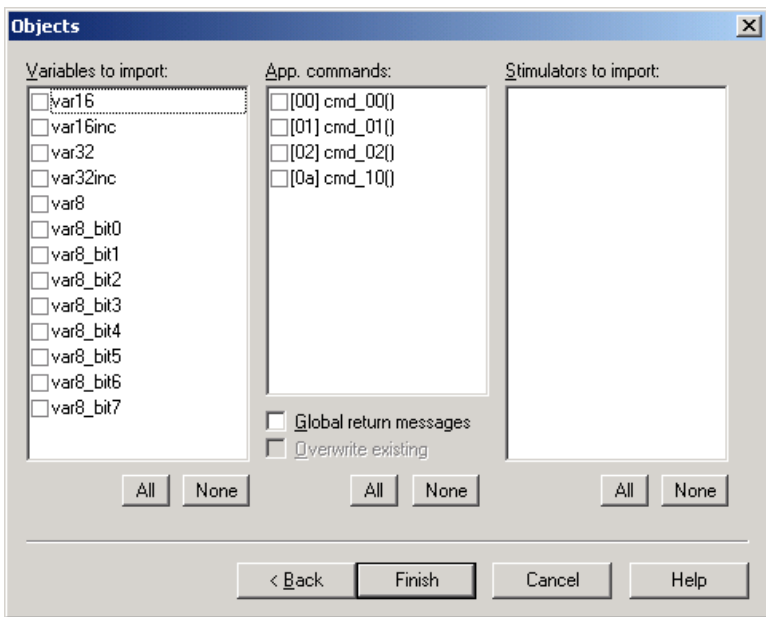 Objects
Variables to import:
var16
var16inc
var32
var32inc
var8
var8_bit0
var8_bit1
var8_bit2
var8_bit3
var8_bit4
var8_bit5
var8_bit6
var8_bit7
All None
App. commands:
[00] cmd_00()
[01] cmd_01()
[02] cmd_02()
[0a] cmd_10()
Global return messages
Overwrite existing
All None
Stimulators to import:
All None
< Back Finish Cancel Help